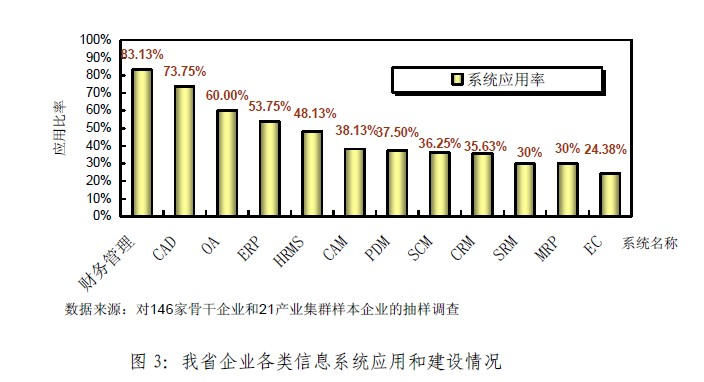 100%
90%
80%
70%
60%
50%
40%
30%
20%
10%
0%
应用比率
83.13%
73.75%
60.00%
53.75%
48.13%
38.13%
37.50%
36.25%
35.63%
30%
30%
24.38%
系统应用率
财务管理
CAD
OA
ERP
HRMS
CAM
PDM
SCM
CRM
SRM
MRP
EC
系统名称
数据来源：对146家骨干企业和21产业集群样本企业的抽样调查
图 3：我省企业各类信息系统应用和建设情况